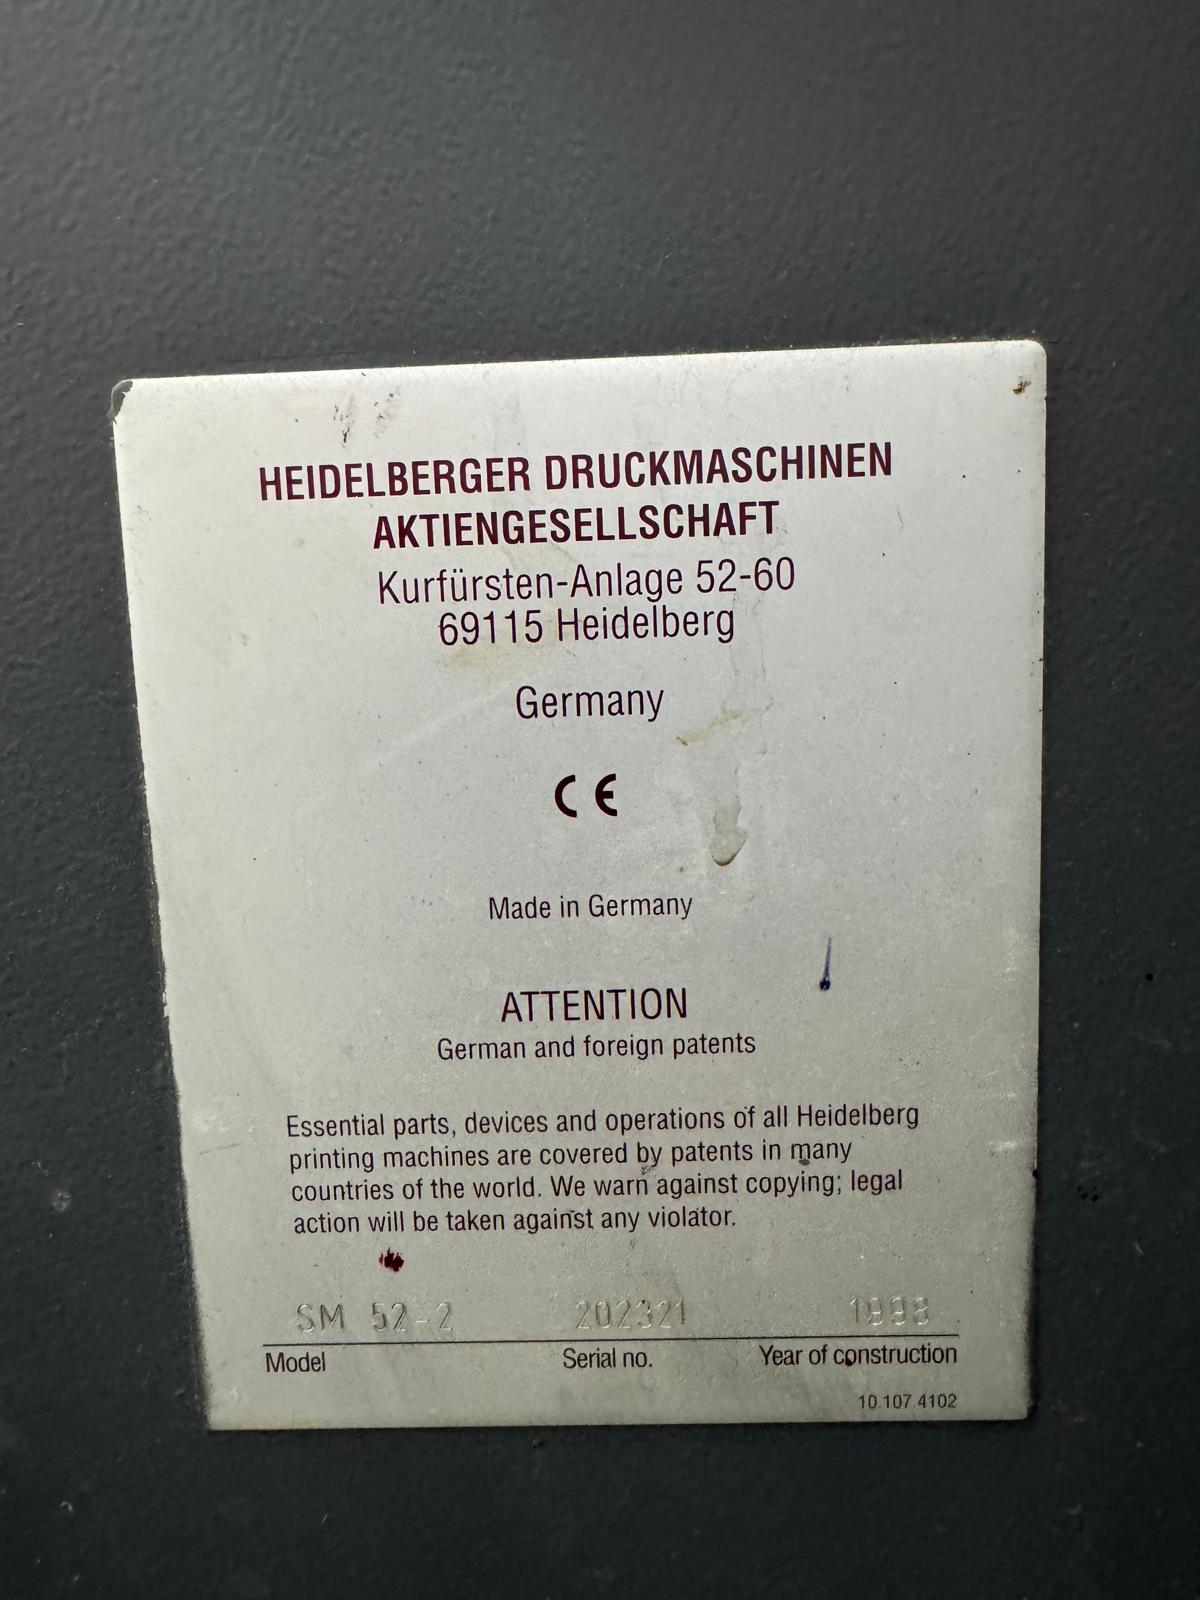 HEIDELBERGER DRUCKMASCHINEN
AKTIENGESELLSCHAFT
Kurfürsten-Anlage 52-60
69115 Heidelberg
Germany
CE
Made in Germany
ATTENTION
German and foreign patents
Essential parts, devices and operations of all Heidelberg
printing machines are covered by patents in many
countries of the world. We warn against copying; legal
action will be taken against any violator.
SM 52-2 202321 1998
Model Serial no. Year of construction
10.107.4102